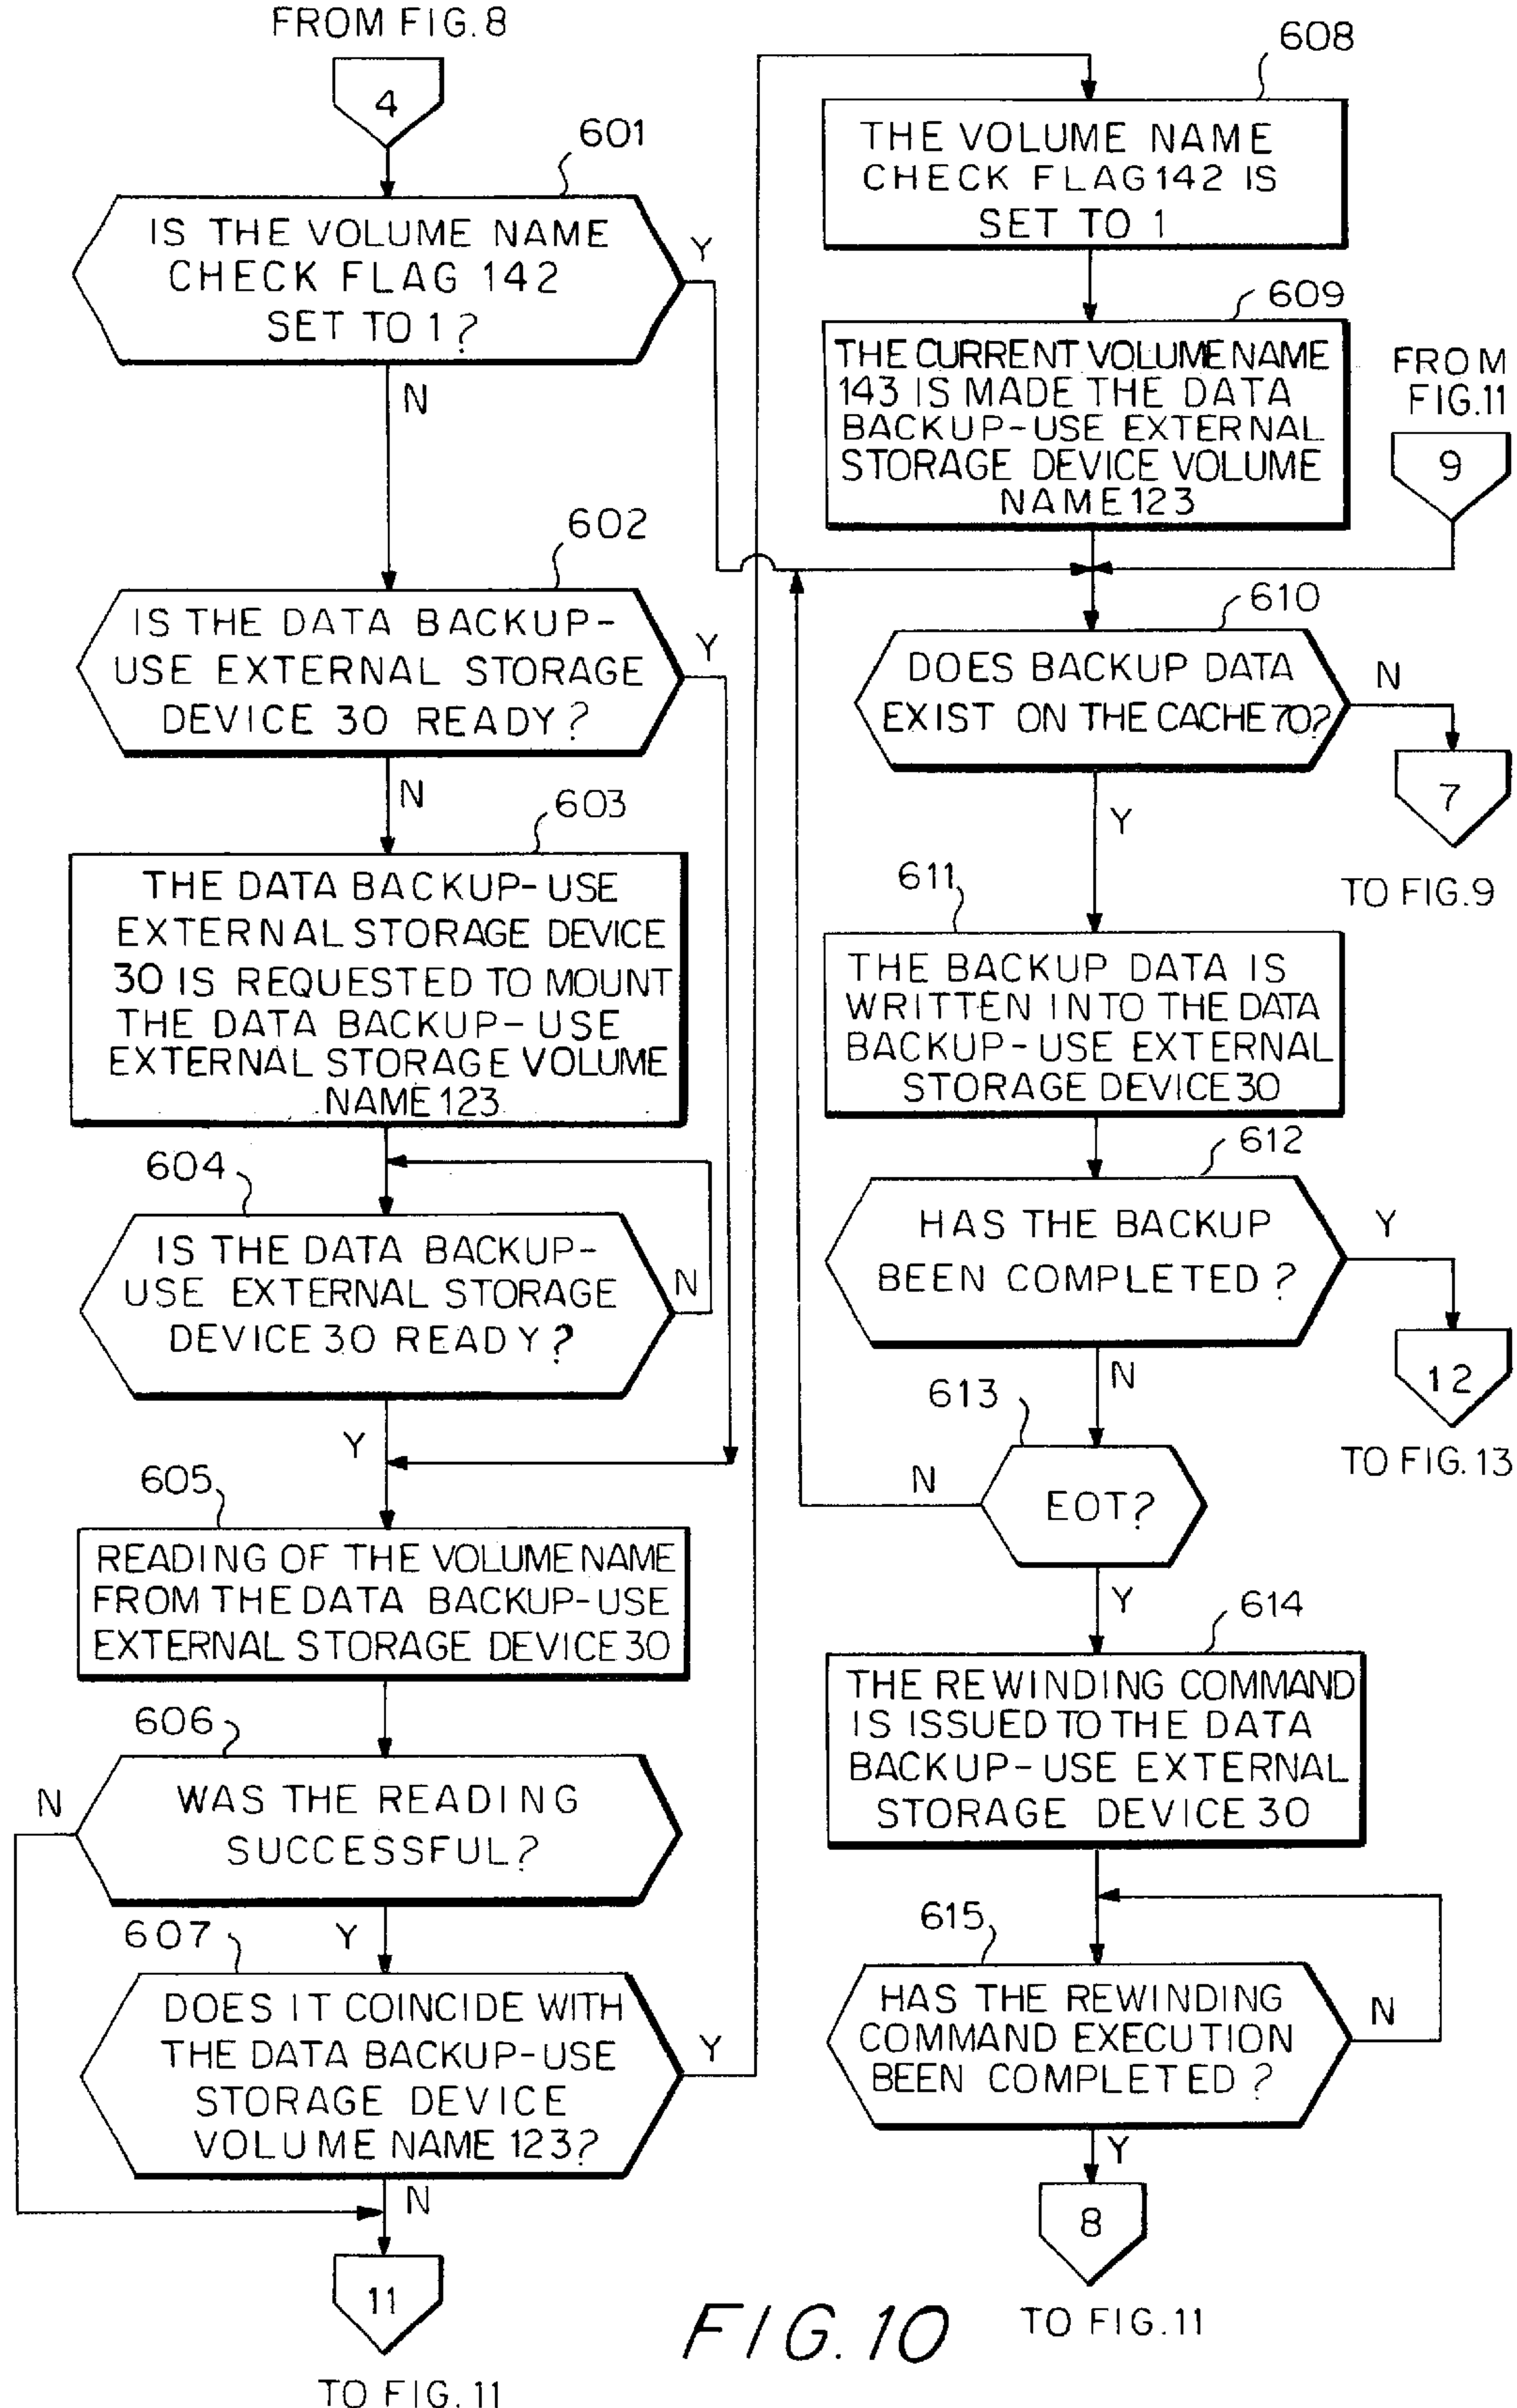 FROM FIG. 8
4
601
IS THE VOLUME NAME
CHECK FLAG 142
SET TO 1?
Y
N
602
IS THE DATA BACKUP-
USE EXTERNAL STORAGE
DEVICE 30 READY?
Y
N
603
THE DATA BACKUP-USE
EXTERNAL STORAGE DEVICE
30 IS REQUESTED TO MOUNT
THE DATA BACKUP-USE
EXTERNAL STORAGE VOLUME
NAME 123
604
IS THE DATA BACKUP-
USE EXTERNAL STORAGE
DEVICE 30 READY?
N
Y
605
READING OF THE VOLUME NAME
FROM THE DATA BACKUP-USE
EXTERNAL STORAGE DEVICE 30
606
N
WAS THE READING
SUCCESSFUL?
Y
607
DOES IT COINCIDE WITH
THE DATA BACKUP-USE
STORAGE DEVICE
VOLUME NAME 123?
Y
N
11
TO FIG. 11
608
THE VOLUME NAME
CHECK FLAG 142 IS
SET TO 1
609
THE CURRENT VOLUME NAME
143 IS MADE THE DATA
BACKUP-USE EXTERNAL
STORAGE DEVICE VOLUME
NAME 123
FROM
FIG. 11
9
610
DOES BACKUP DATA
EXIST ON THE CACHE 70?
N
7
TO FIG. 9
Y
611
THE BACKUP DATA IS
WRITTEN INTO THE DATA
BACKUP-USE EXTERNAL
STORAGE DEVICE 30
612
HAS THE BACKUP
BEEN COMPLETED?
Y
12
TO FIG. 13
N
613
EOT?
N
Y
614
THE REWINDING COMMAND
IS ISSUED TO THE DATA
BACKUP-USE EXTERNAL
STORAGE DEVICE 30
615
HAS THE REWINDING
COMMAND EXECUTION
BEEN COMPLETED?
N
Y
8
TO FIG. 11
FIG. 10